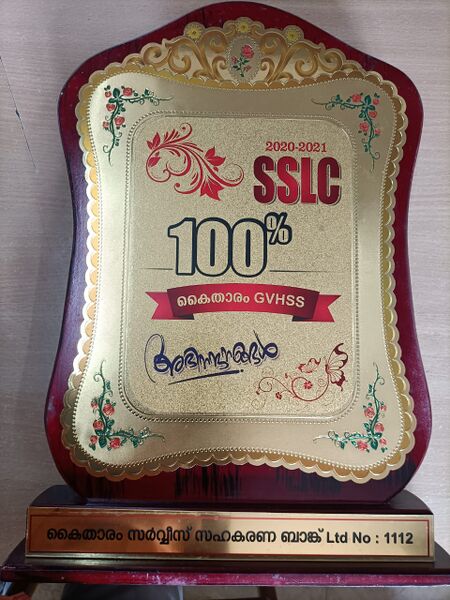 2020-2021
SSLC
100%
കൈതാരം GVHSS
അഭിനന്ദനങ്ങൾ
കൈതാരം സർവ്വീസ് സഹകരണ ബാങ്ക് Ltd No : 1112